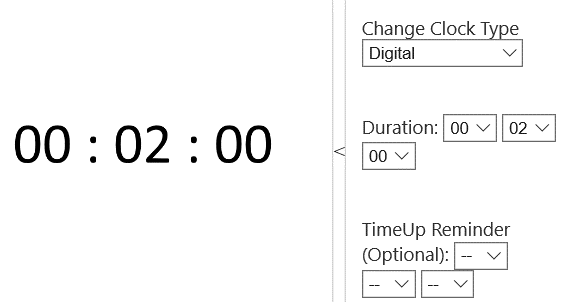 00 : 02 : 00
<
Change Clock Type
Digital
Duration: 00 02
00
TimeUp Reminder
(Optional): --
-- --